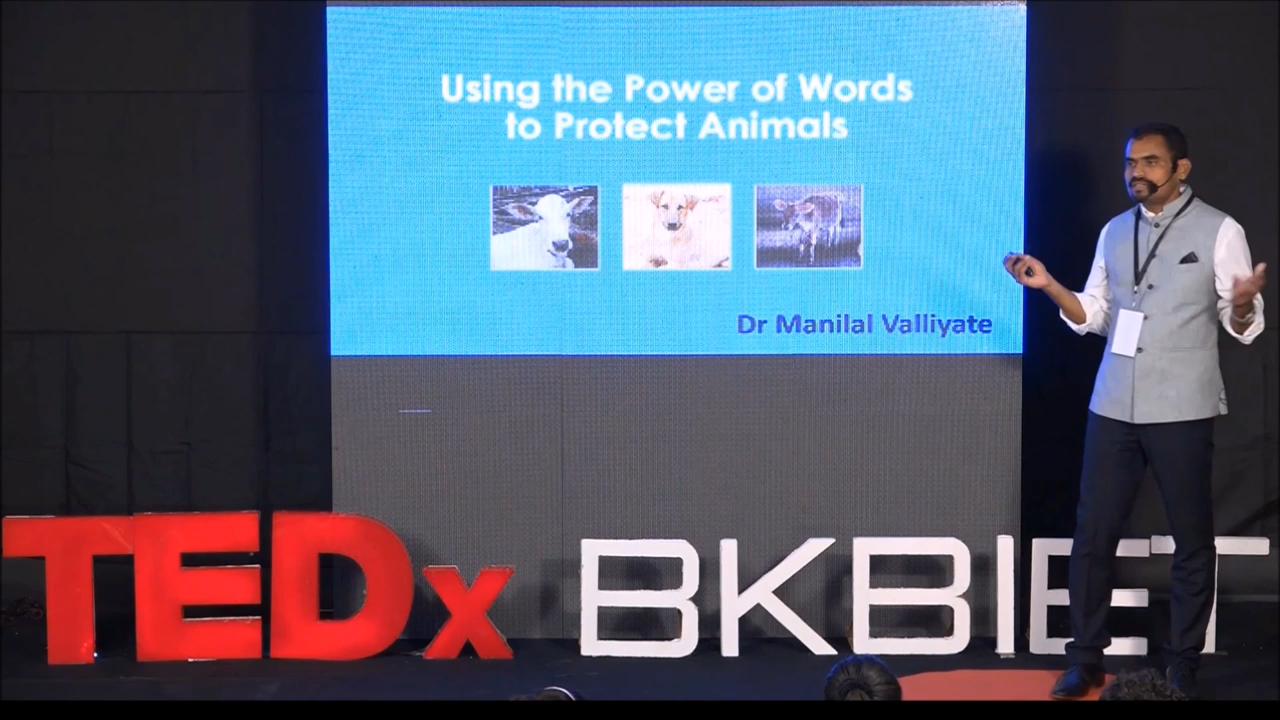 Using the Power of Words
to Protect Animals
Dr Manilal Valliyate
TEDx BKBIET